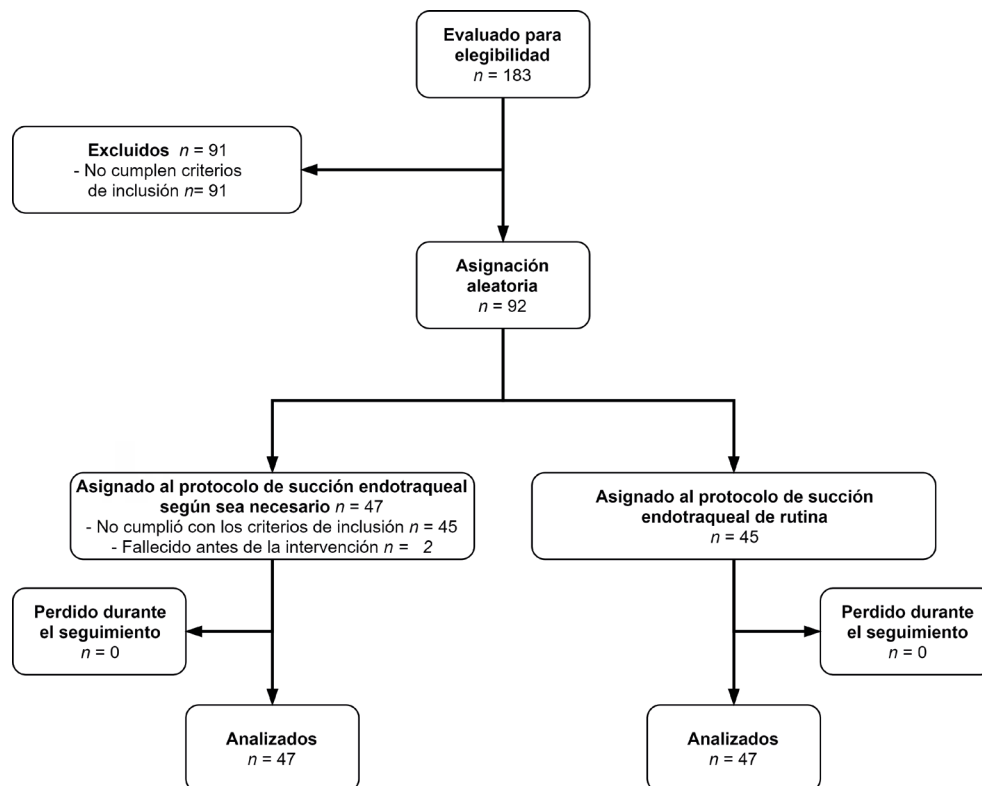 Evaluado para
elegibilidad
n = 183
Excluidos n = 91
- No cumplen criterios
de inclusión n= 91
Asignación
aleatoria
n = 92
Asignado al protocolo de succión endotraqueal
según sea necesario n = 47
- No cumplió con los criterios de inclusión n = 45
- Fallecido antes de la intervención n = 2
Asignado al protocolo de succión
endotraqueal de rutina
n = 45
Perdido durante
el seguimiento
n = 0
Perdido durante
el seguimiento
n = 0
Analizados
n = 47
Analizados
n = 47